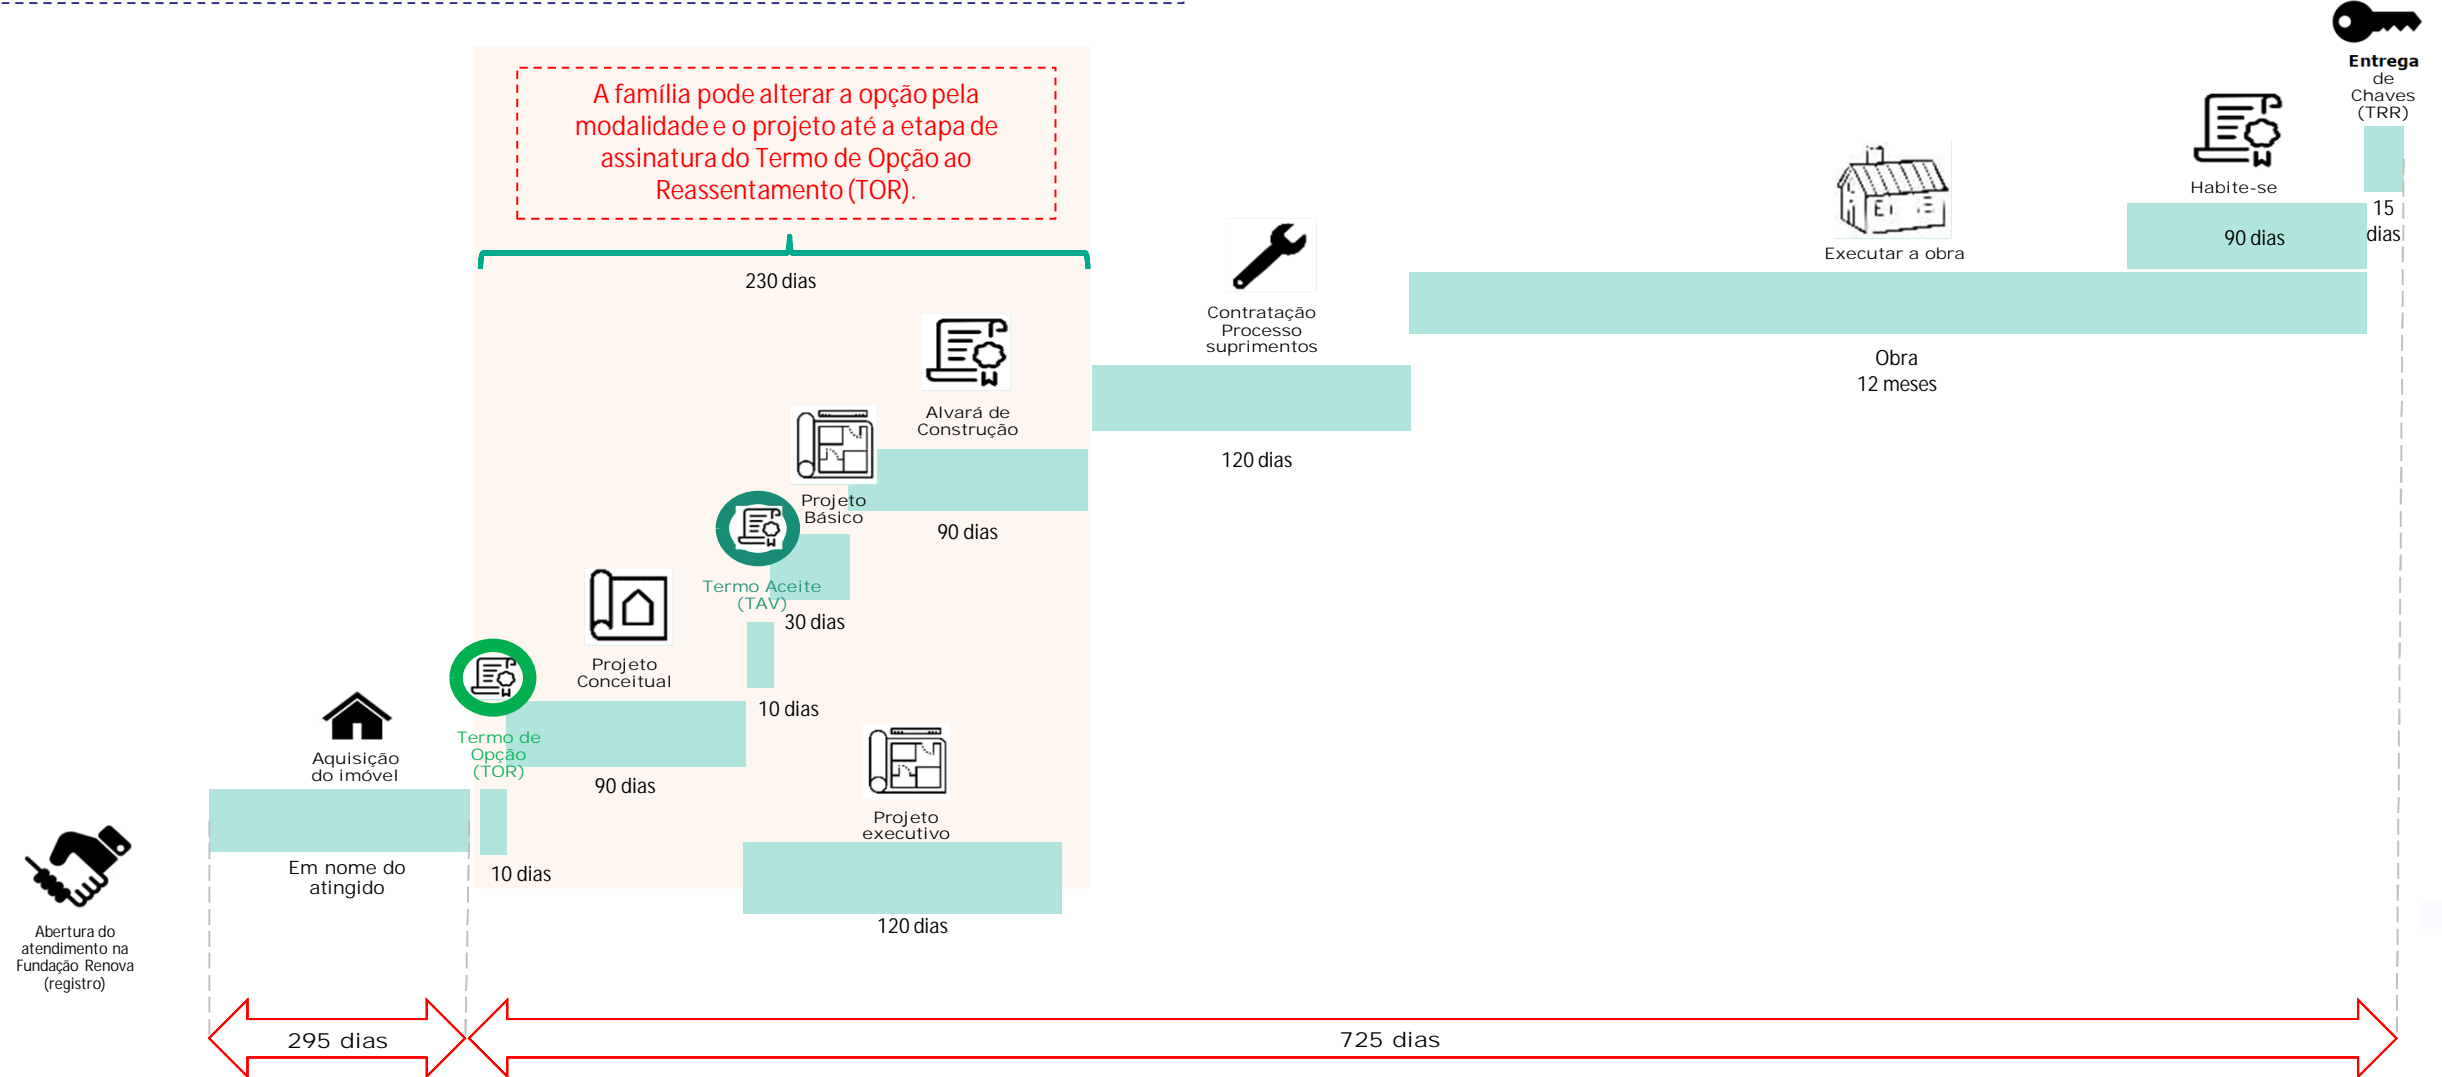 A família pode alterar a opção pela
modalidade e o projeto até a etapa de
assinatura do Termo de Opção ao
Reassentamento (TOR).
230 dias
Abertura do
atendimento na
Fundação Renova
(registro)
Aquisição
do imóvel
Em nome do
atingido
Termo de
Opção
(TOR)
10 dias
Projeto
Conceitual
90 dias
Termo Aceite
(TAV)
10 dias
Projeto
Básico
30 dias
Alvará de
Construção
90 dias
Projeto
executivo
120 dias
Contratação
Processo
suprimentos
120 dias
Executar a obra
Obra
12 meses
Habite-se
90 dias
Entrega
de
Chaves
(TRR)
15
dias
295 dias
725 dias